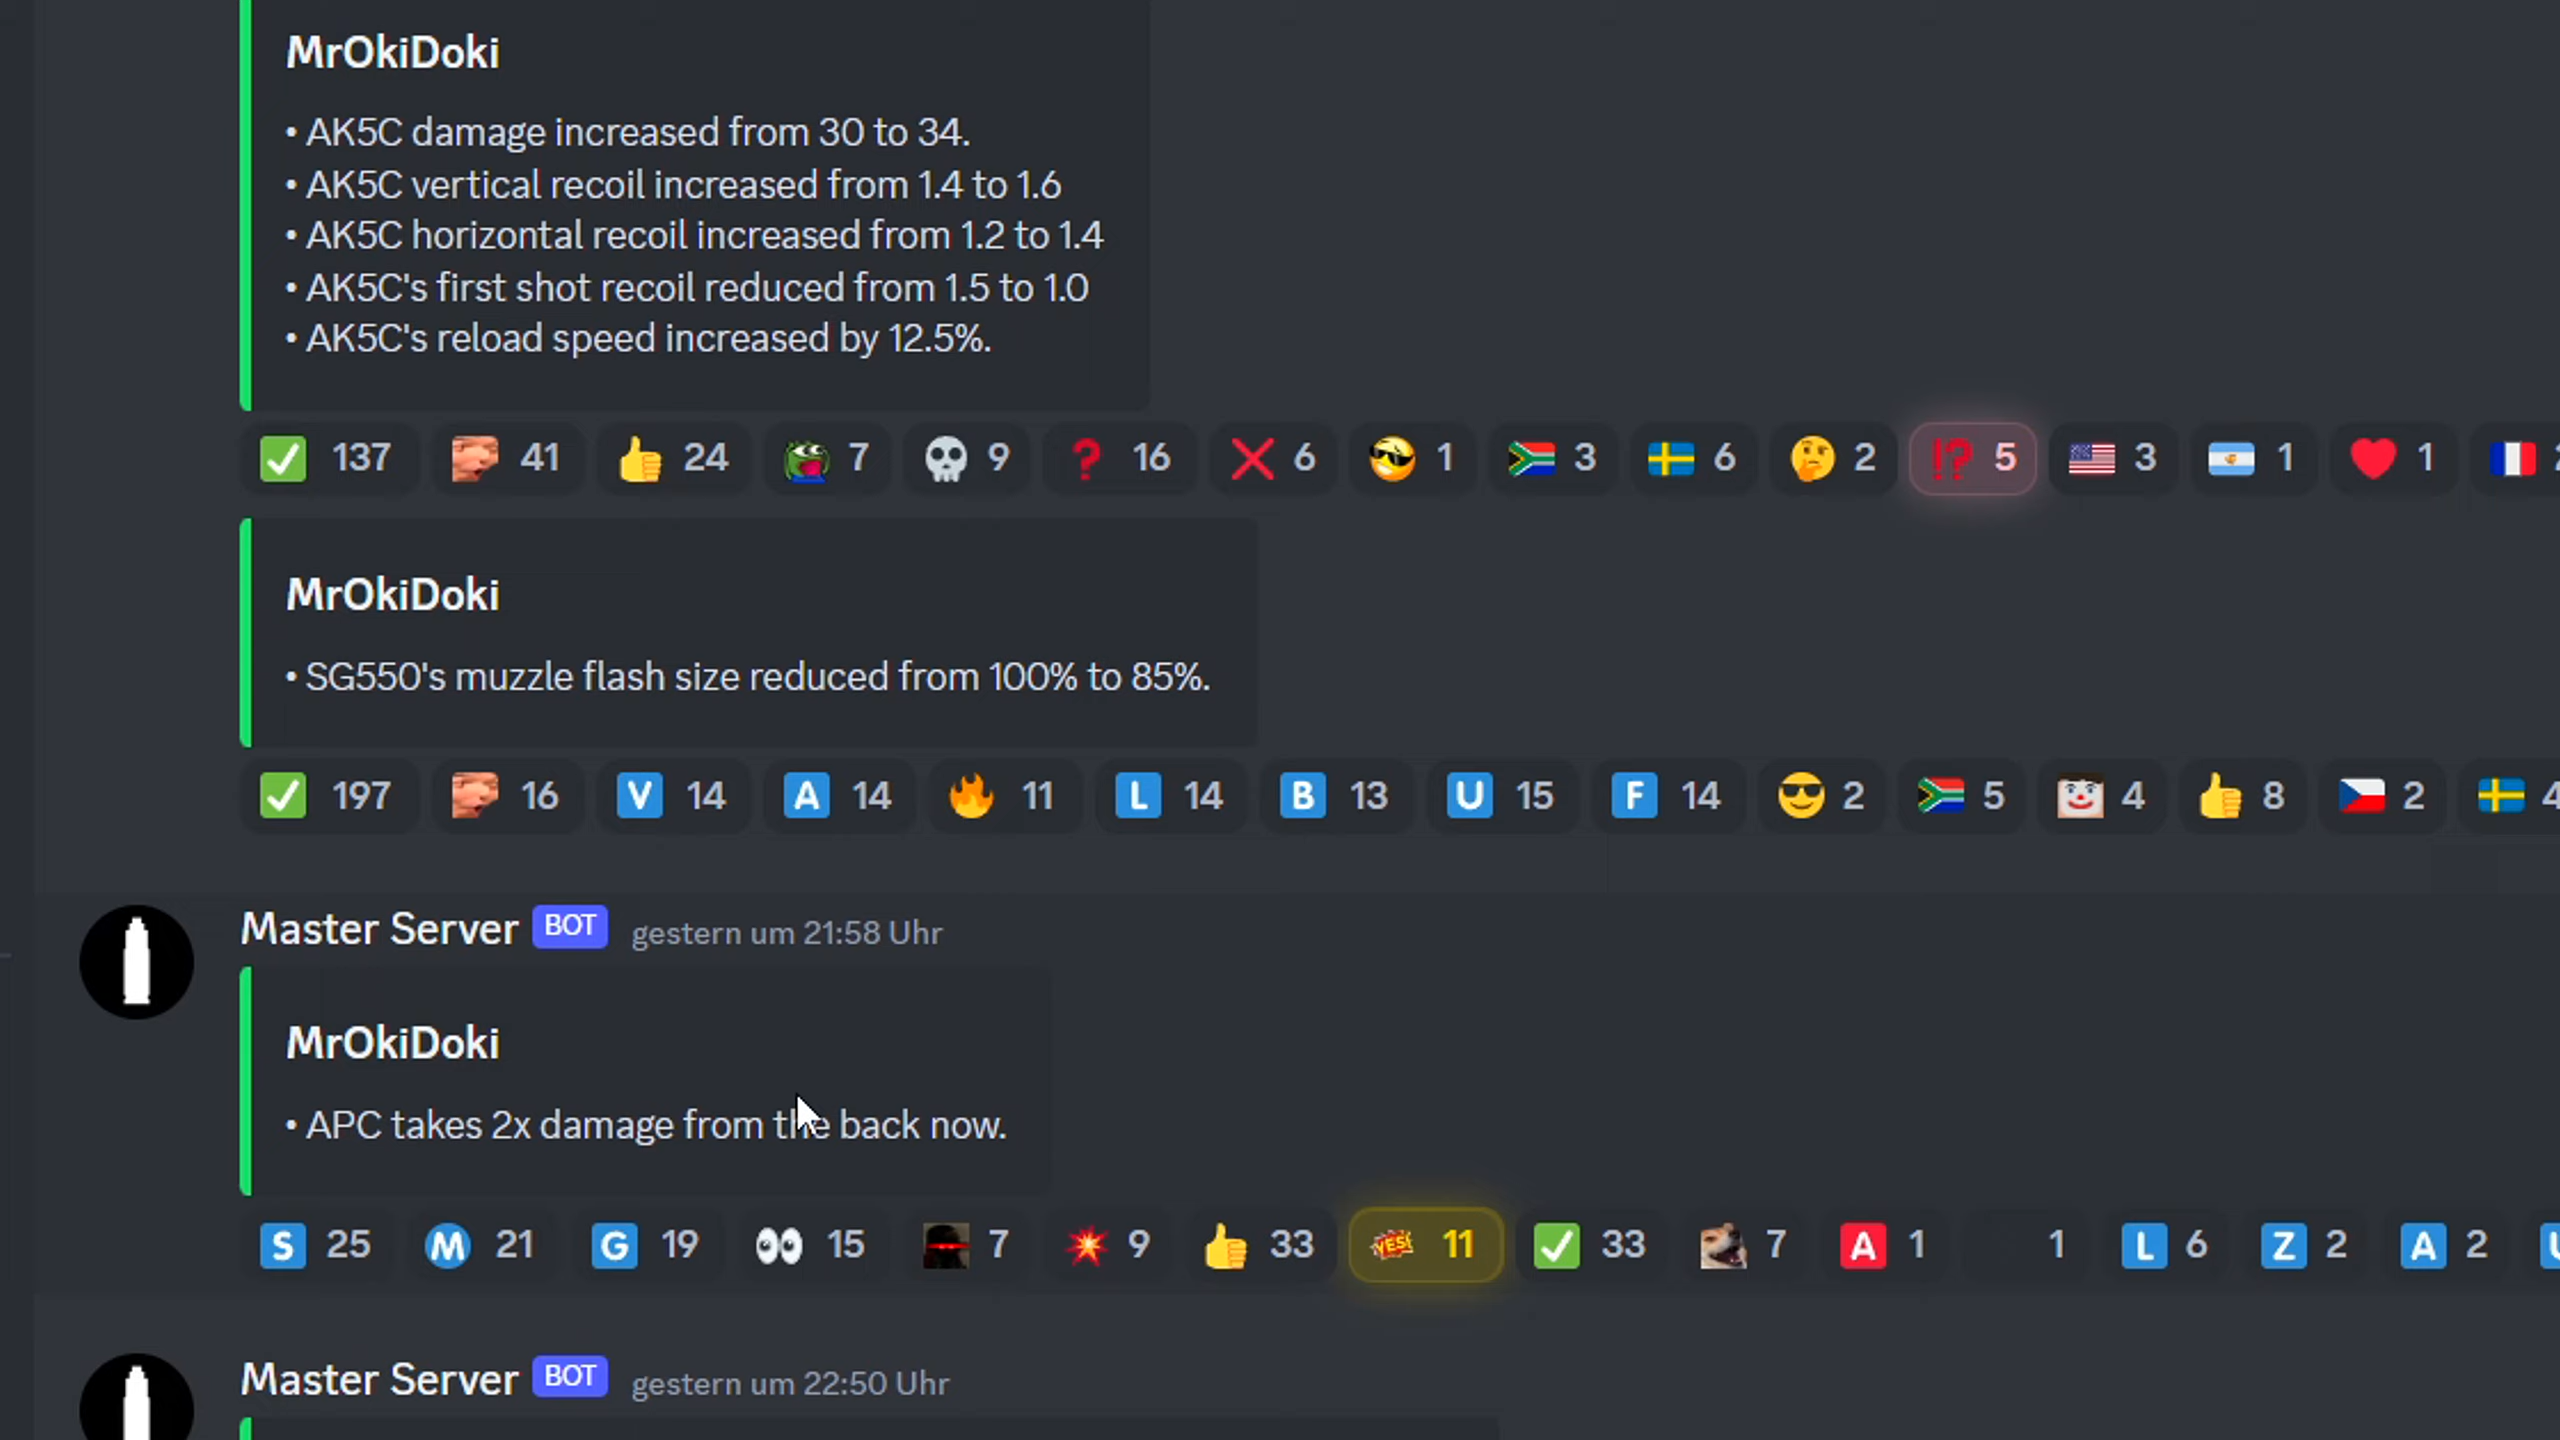 MrOkiDoki
• AK5C damage increased from 30 to 34.
• AK5C vertical recoil increased from 1.4 to 1.6
• AK5C horizontal recoil increased from 1.2 to 1.4
• AK5C's first shot recoil reduced from 1.5 to 1.0
• AK5C's reload speed increased by 12.5%.
137 41 24 7 9 16 6 1 3 6 2 5 3 1 1
MrOkiDoki
• SG550's muzzle flash size reduced from 100% to 85%.
197 16 V 14 A 14 11 L 14 B 13 U 15 F 14 2 5 4 8 2 4
Master Server BOT gestern um 21:58 Uhr
MrOkiDoki
• APC takes 2x damage from the back now.
S 25 M 21 G 19 15 7 9 33 YES! 11 33 7 A 1 1 L 6 Z 2 A 2
Master Server BOT gestern um 22:50 Uhr